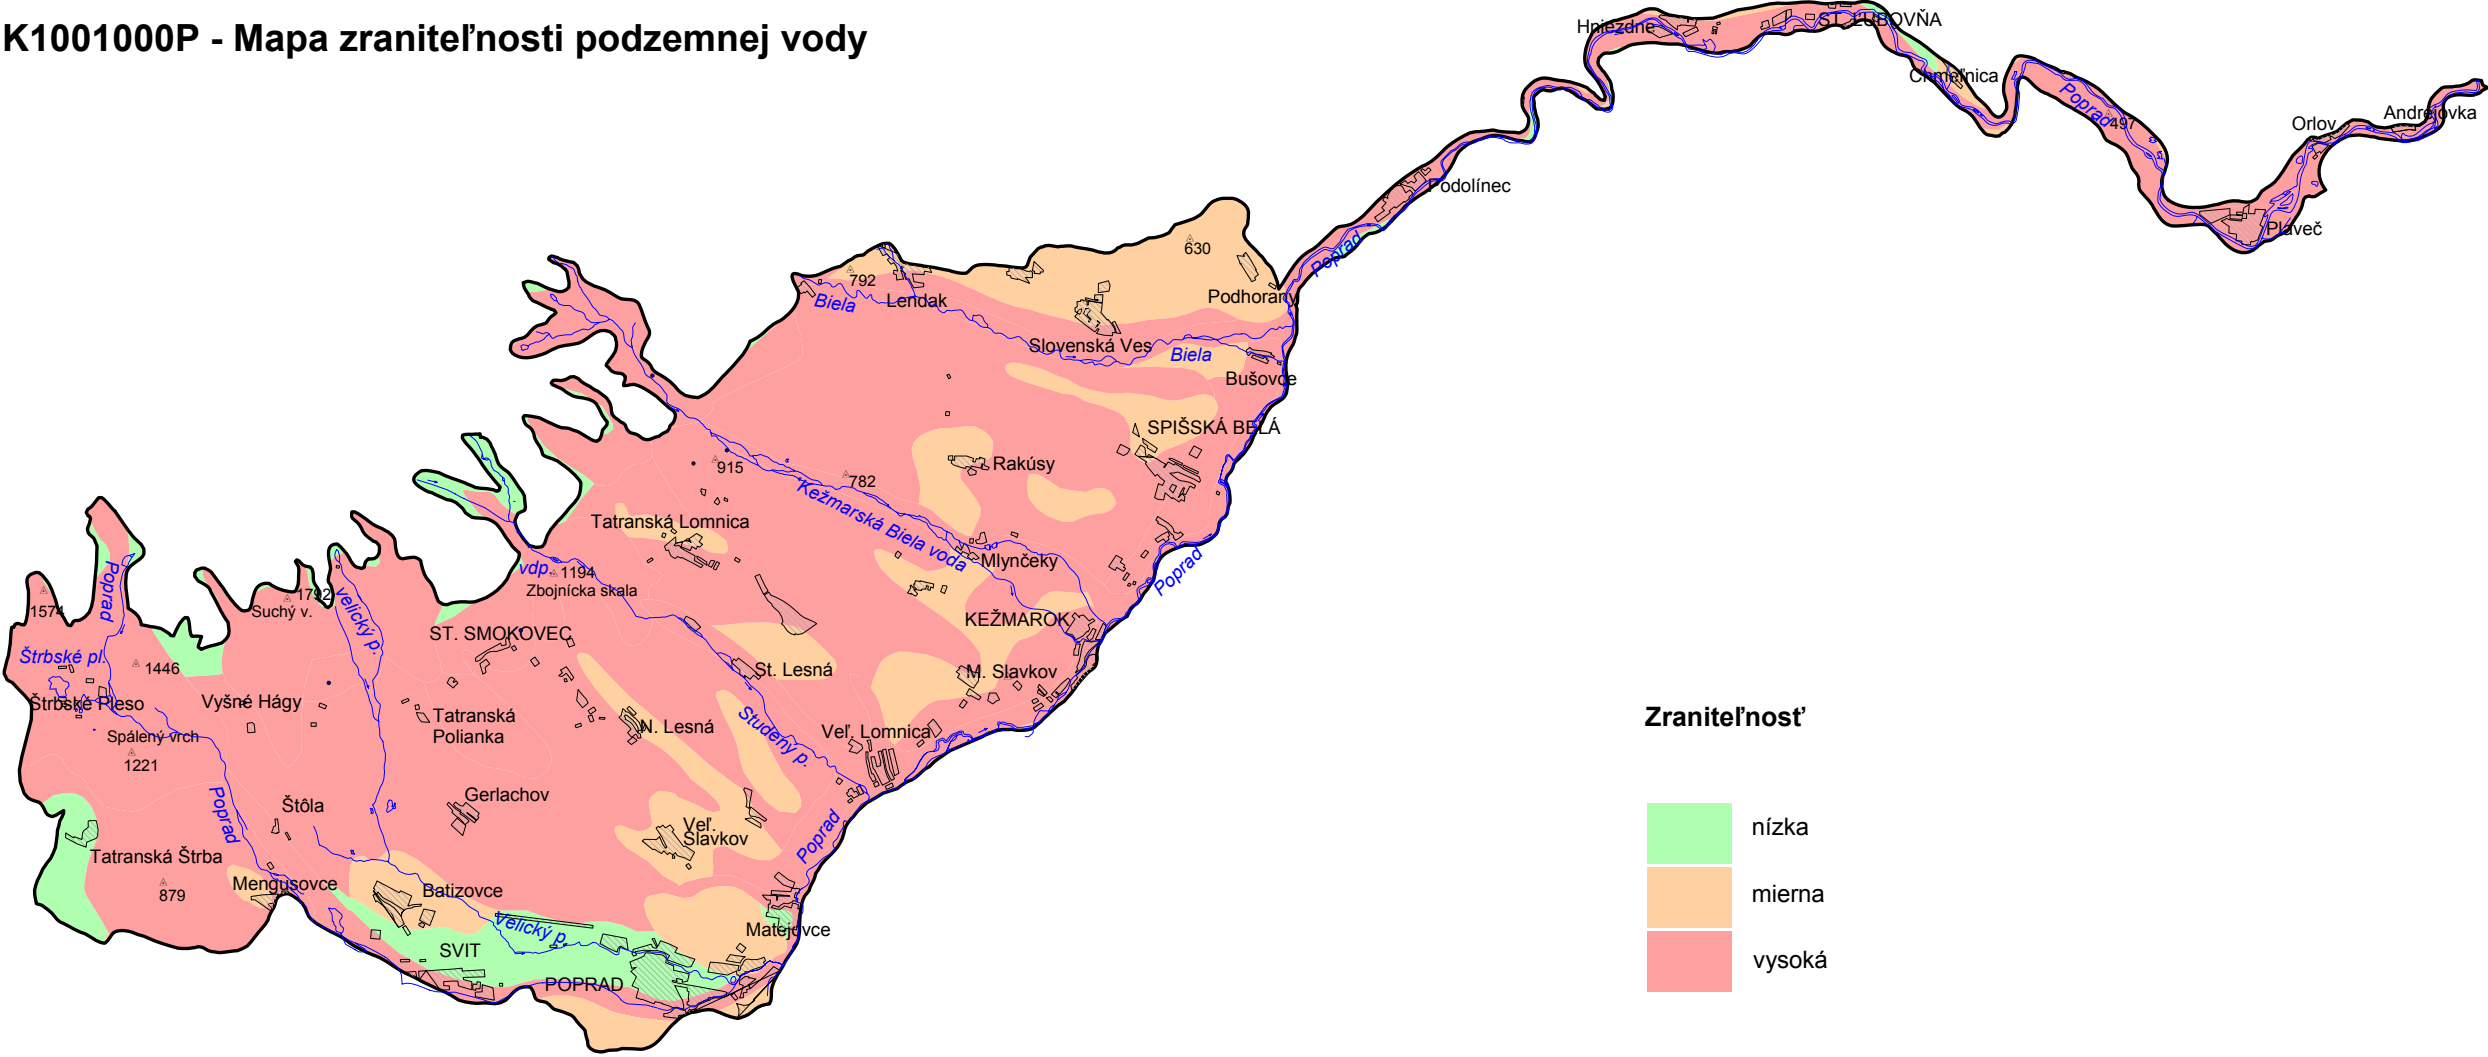 K1001000P - Mapa zraniteľnosti podzemnej vody
Hniezdne
ST. ĽUBOVŇA
Chmeľnica
Poprad
497
Orlov
Andrejovka
Plaveč
Podolínec
Poprad
630
792
Biela
Lendak
Podhorany
Slovenská Ves
Biela
Bušovce
SPIŠSKÁ BELÁ
Rakúsy
915
782
Kežmarská Biela voda
Tatranská Lomnica
Mlynčeky
Poprad
vdp.
1194
Zbojnícka skala
Poprad
1574
1792
Suchý v.
velický p.
ST. SMOKOVEC
KEŽMAROK
Štrbské pl.
1446
St. Lesná
M. Slavkov
Štrbské Pleso
Vyšné Hágy
Tatranská
Polianka
N. Lesná
Studený p.
Veľ. Lomnica
Spálený vrch
1221
Poprad
Štôla
Gerlachov
Veľ.
Slavkov
Poprad
Tatranská Štrba
879
Mengusovce
Batizovce
Velický p.
Matejovce
SVIT
POPRAD
Zraniteľnosť
nízka
mierna
vysoká